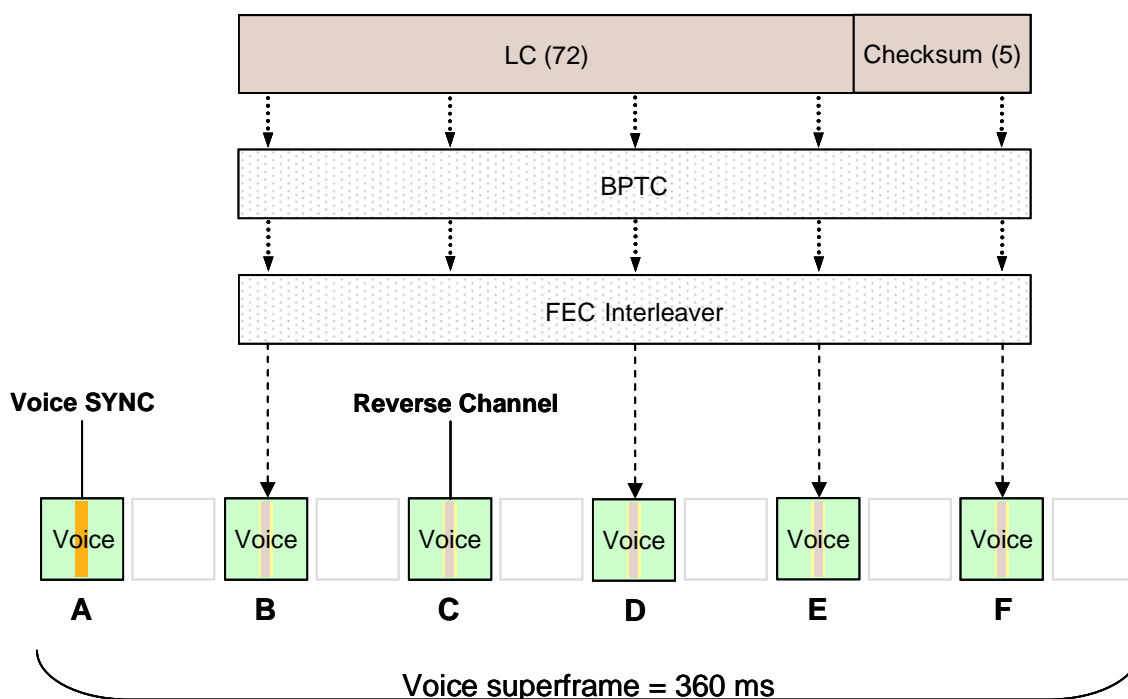 LC (72) Checksum (5)
BPTC
FEC Interleaver
Voice SYNC Reverse Channel
Voice Voice Voice Voice Voice Voice
A B C D E F
Voice superframe = 360 ms